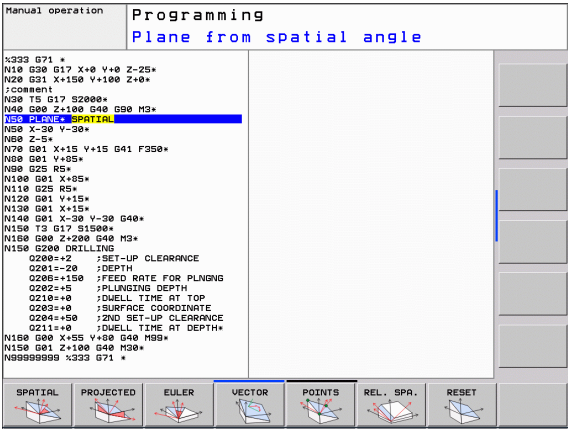 Manual operation
Programming
Plane from spatial angle
%333 G71 *
N10 G30 G17 X+0 Y+0 Z-25*
N20 G31 X+150 Y+100 Z+0*
;comment
N30 T5 G17 S2000*
N40 G00 Z+100 G40 G90 M3*
N50 PLANE* SPATIAL
N50 X-30 Y-30*
N60 Z-5*
N70 G01 X+15 Y+15 G41 F350*
N80 G01 Y+85*
N90 G25 R5*
N100 G01 X+85*
N110 G25 R5*
N120 G01 Y+15*
N130 G01 X+15*
N140 G01 X-30 Y-30 G40*
N150 T3 G17 S1500*
N160 G00 Z+200 G40 M3*
N150 G200 DRILLING
Q200=+2 ;SET-UP CLEARANCE
Q201=-20 ;DEPTH
Q206=+150 ;FEED RATE FOR PLNGNG
Q202=+5 ;PLUNGING DEPTH
Q210=+0 ;DWELL TIME AT TOP
Q203=+0 ;SURFACE COORDINATE
Q204=+50 ;2ND SET-UP CLEARANCE
Q211=+0 ;DWELL TIME AT DEPTH*
N160 G00 X+55 Y+80 G40 M99*
N150 G01 Z+100 G40 M30*
N99999999 %333 G71 *
SPATIAL PROJECTED EULER VECTOR POINTS REL. SPA. RESET